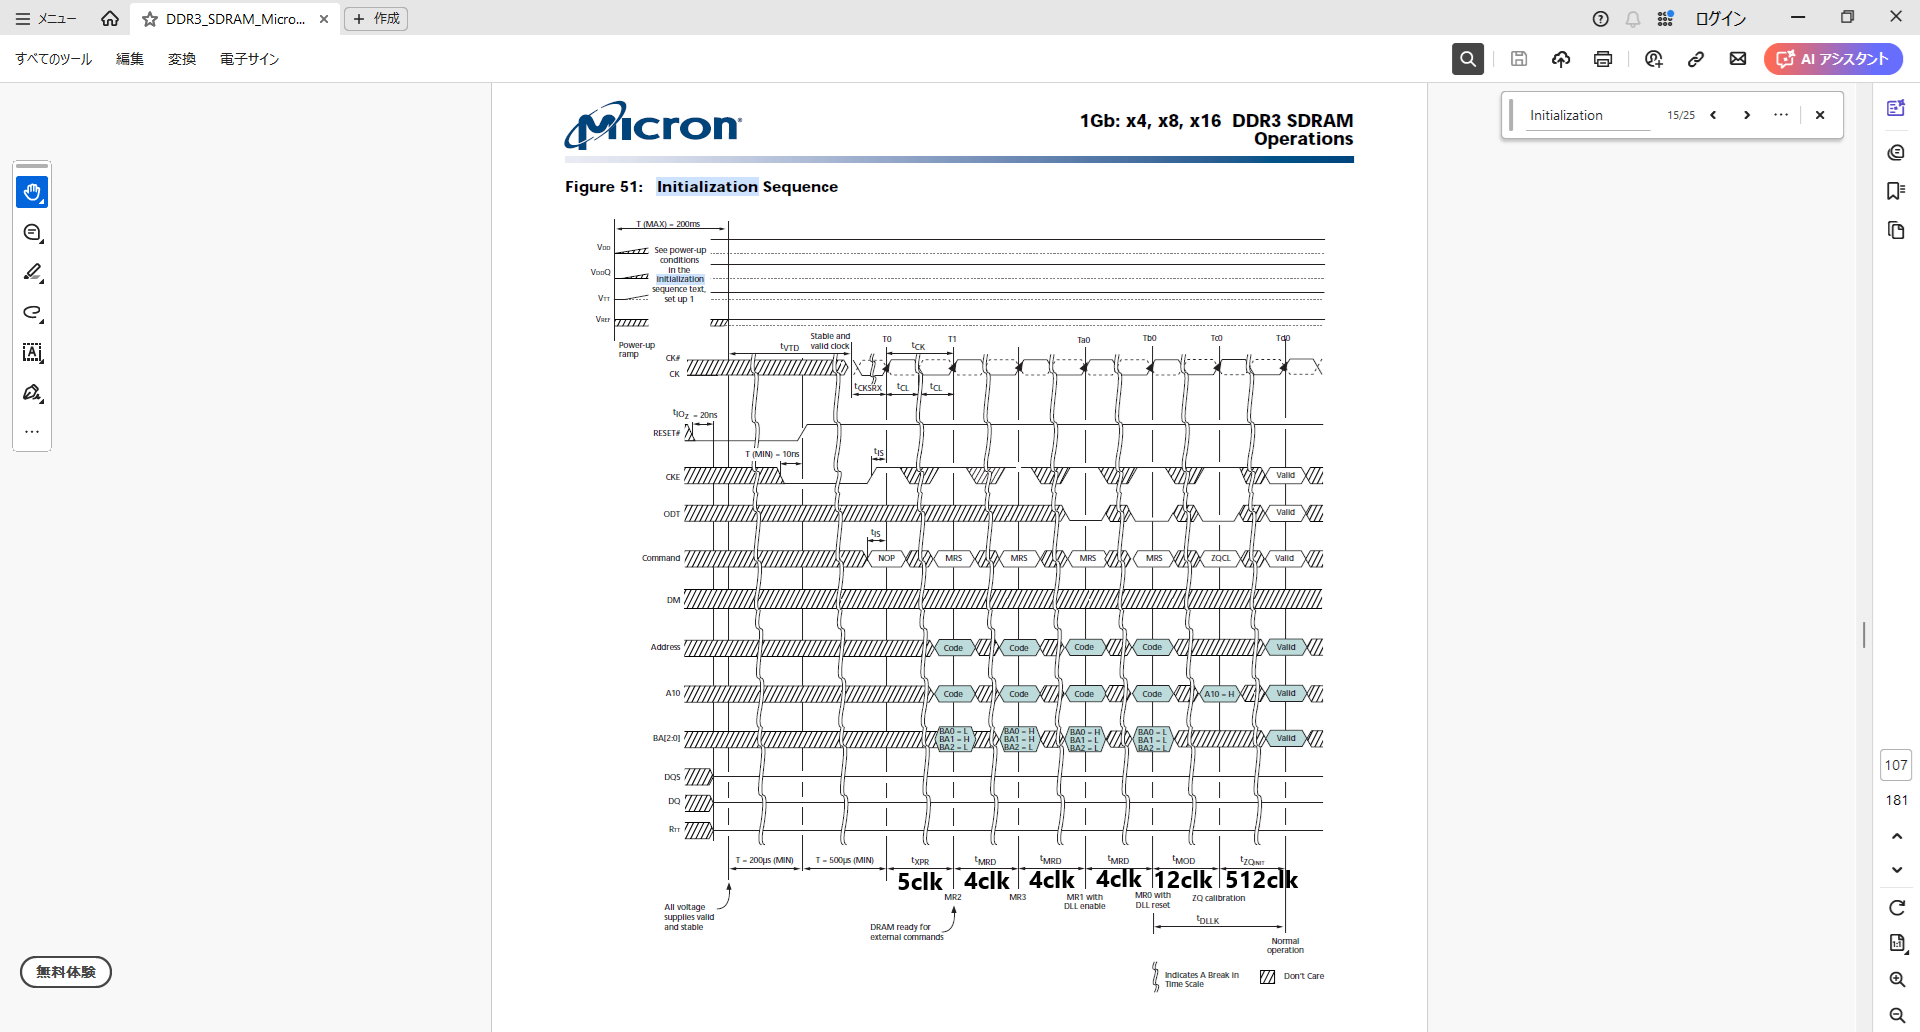 メニュー
DDR3_SDRAM_Micro...
作成
ログイン
すべてのツール 編集 変換 電子サイン
AI アシスタント
Initialization 15/25
Micron
1Gb: x4, x8, x16 DDR3 SDRAM
Operations
Figure 51: Initialization Sequence
T (MAX) = 200ms
VDD
VDDQ
VTT
VREF
See power-up
conditions
in the
initialization
sequence text,
set up 1
Power-up
ramp
tVTD
Stable and
valid clock
T0 T1 Ta0 Tb0 Tc0 Td0
tCK
CK#
CK
tCKSRX tCL tCL
tIOZ = 20ns
RESET#
T (MIN) = 10ns
tIS
CKE Valid
ODT Valid
tIS
Command NOP MRS MRS MRS MRS ZQCL Valid
DM
Address Code Code Code Code Valid
A10 Code Code Code Code A10 = H Valid
BA[2:0]
BA0 = L BA0 = H BA0 = H BA0 = L
BA1 = H BA1 = H BA1 = L BA1 = L
BA2 = L BA2 = L BA2 = L BA2 = L
Valid
DQS
DQ
RTT
T = 200µs (MIN) T = 500µs (MIN) tXPR tMRD tMRD tMRD tMOD tZQINIT
5clk 4clk 4clk 4clk 12clk 512clk
MR2 MR3
MR1 with
DLL enable
MR0 with
DLL reset
ZQ calibration
All voltage
supplies valid
and stable
tDLLK
DRAM ready for
external commands
Normal
operation
Indicates A Break in
Time Scale
Don't Care
107
181
無料体験